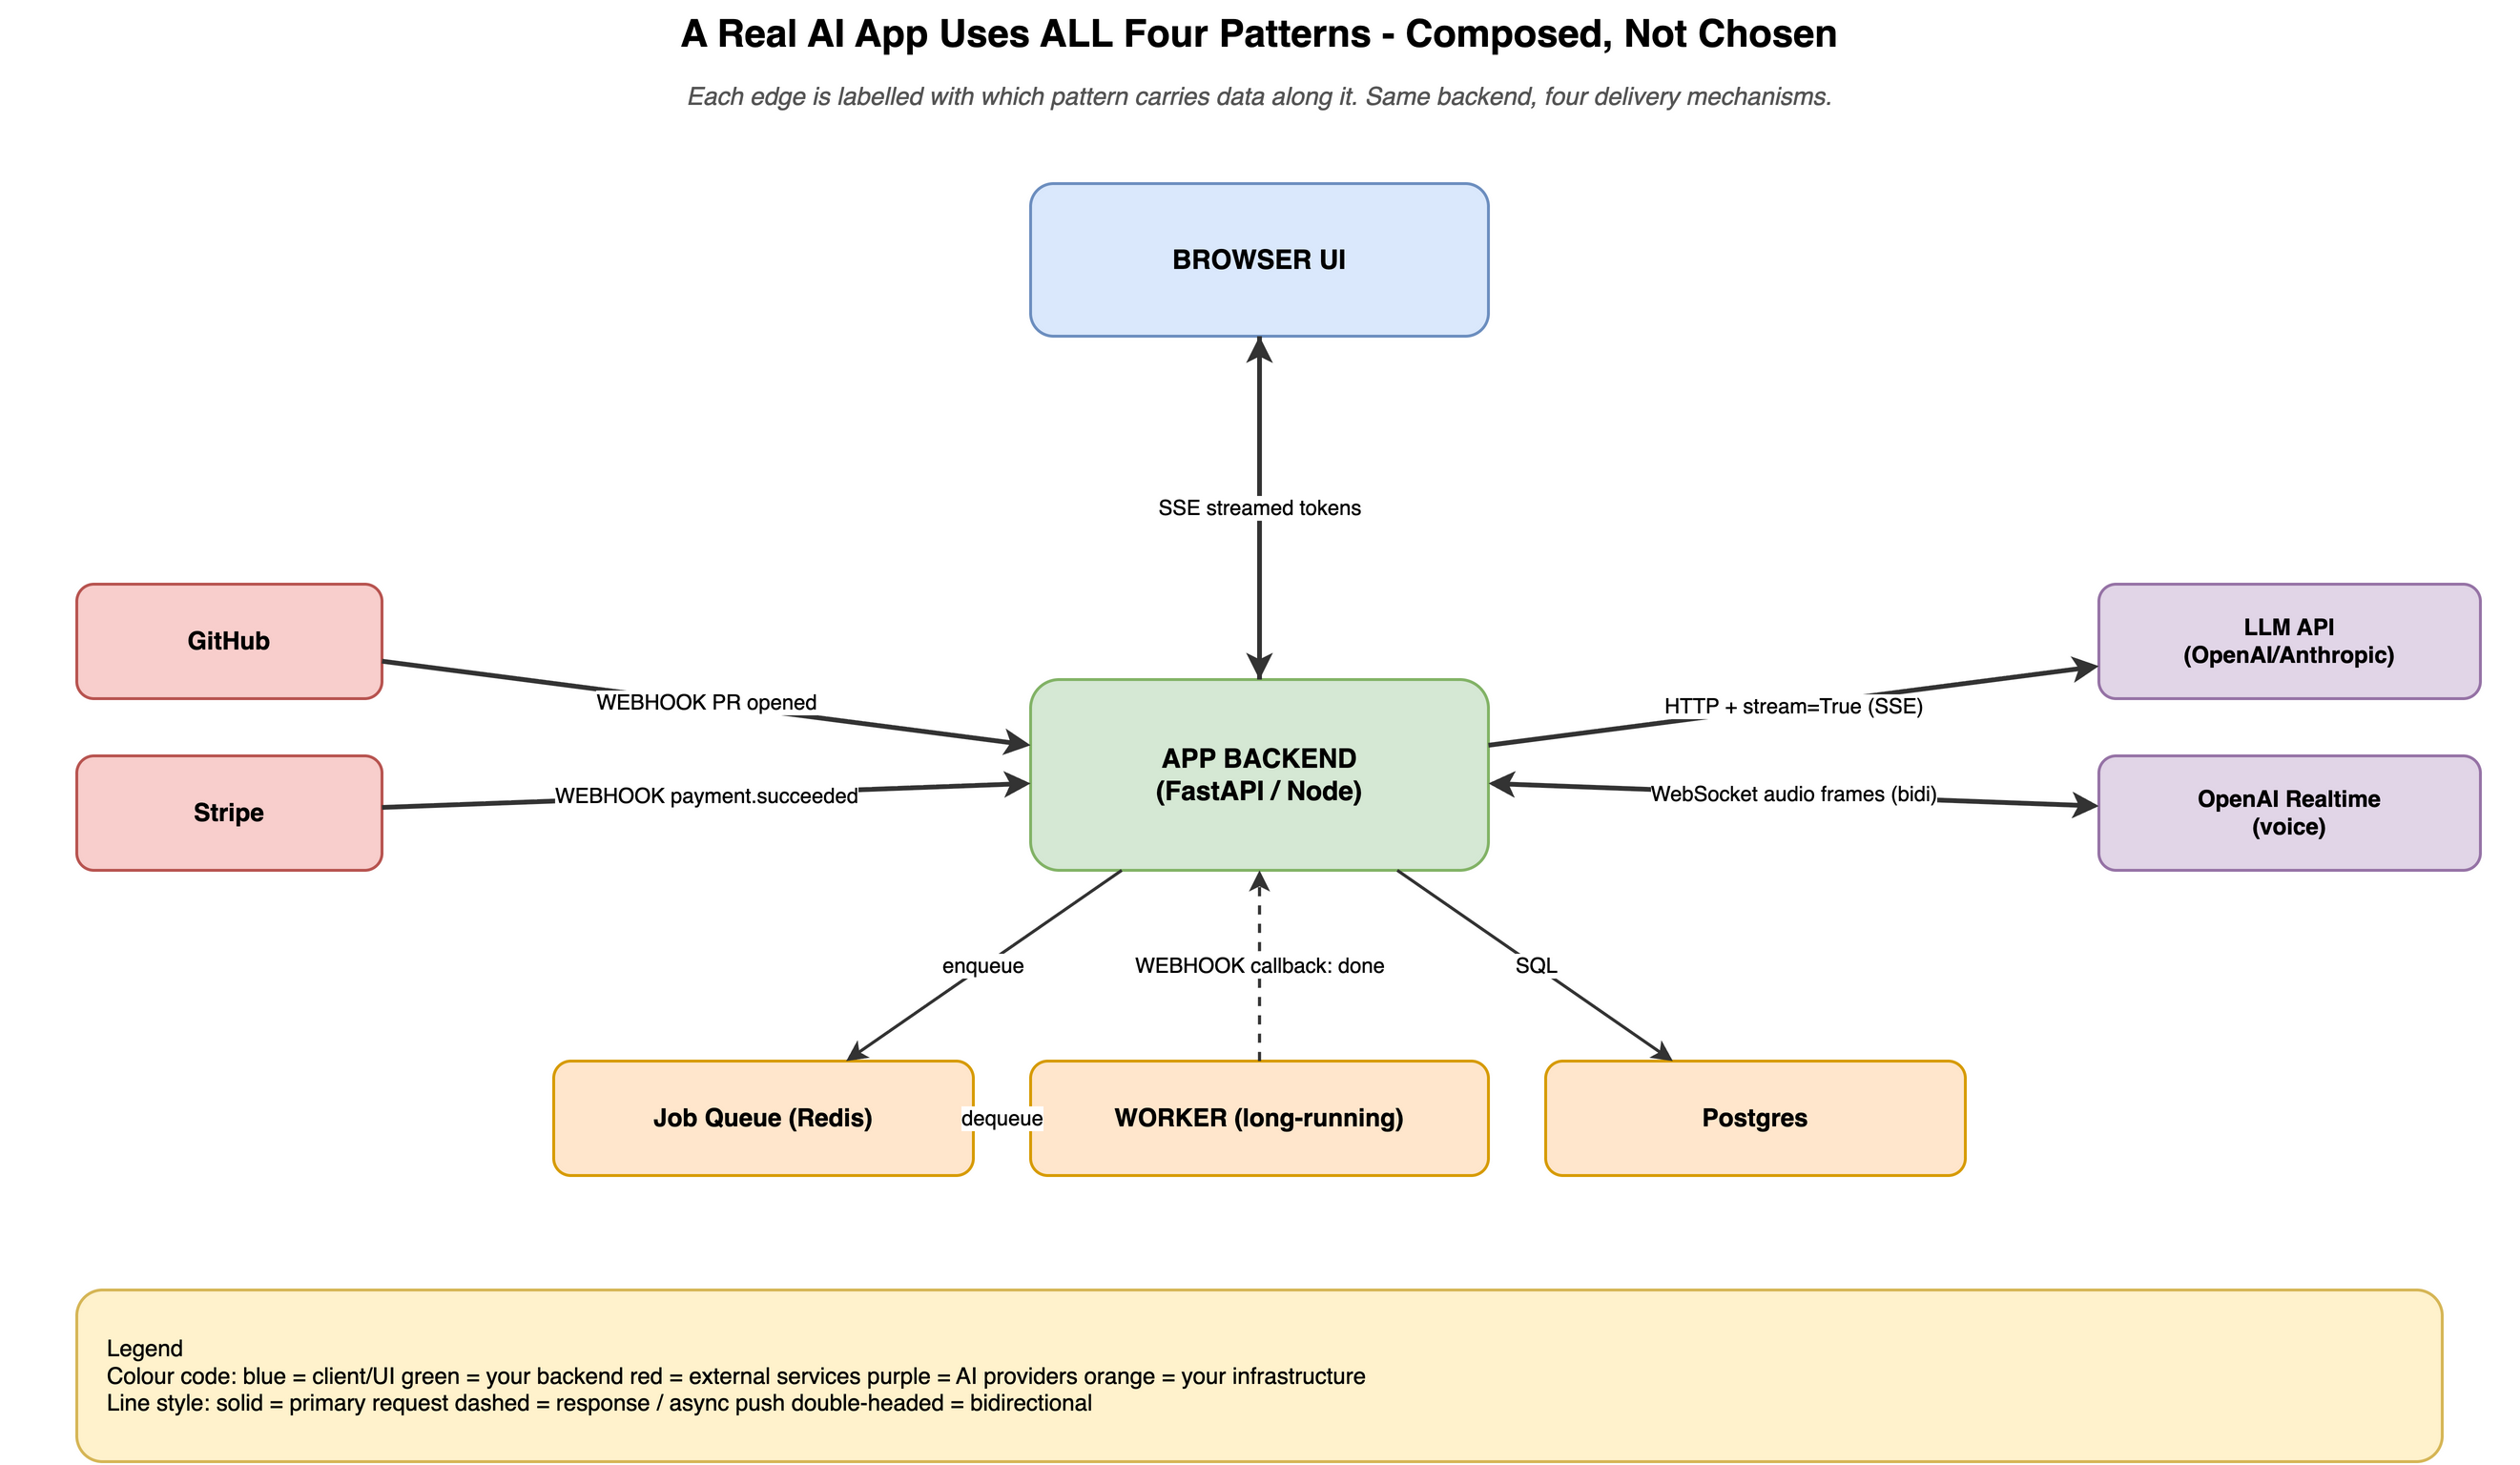 A Real AI App Uses ALL Four Patterns - Composed, Not Chosen
Each edge is labelled with which pattern carries data along it. Same backend, four delivery mechanisms.
BROWSER UI
SSE streamed tokens
GitHub
WEBHOOK PR opened
Stripe
WEBHOOK payment.succeeded
APP BACKEND
(FastAPI / Node)
HTTP + stream=True (SSE)
LLM API
(OpenAI/Anthropic)
WebSocket audio frames (bidi)
OpenAI Realtime
(voice)
enqueue
WEBHOOK callback: done
SQL
Job Queue (Redis)
dequeue
WORKER (long-running)
Postgres
Legend
Colour code: blue = client/UI green = your backend red = external services purple = AI providers orange = your infrastructure
Line style: solid = primary request dashed = response / async push double-headed = bidirectional